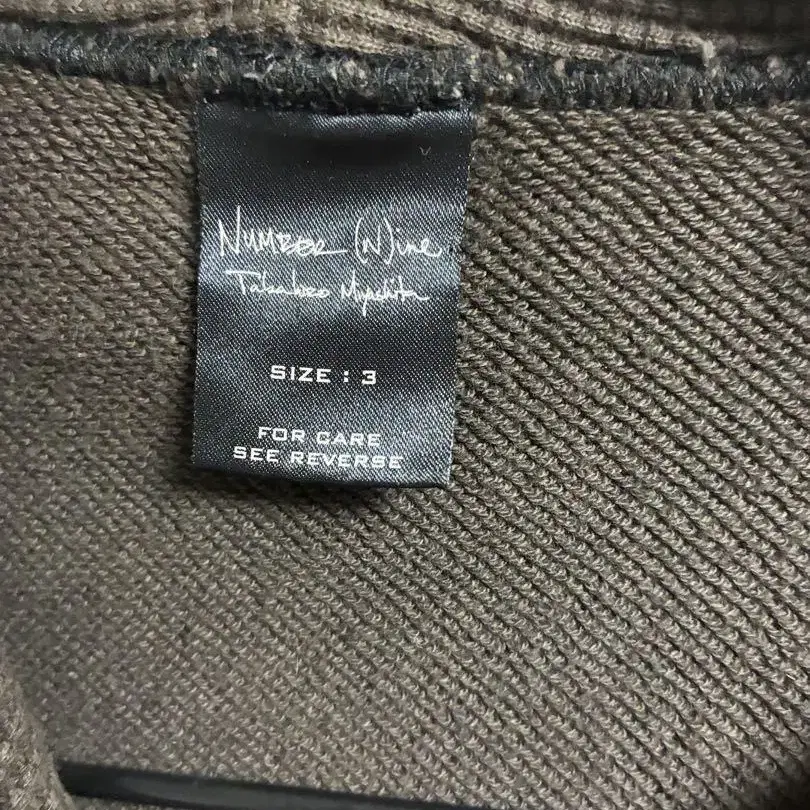 NUMBER (N)ine
Takahiro Miyashita
SIZE : 3
FOR CARE
SEE REVERSE